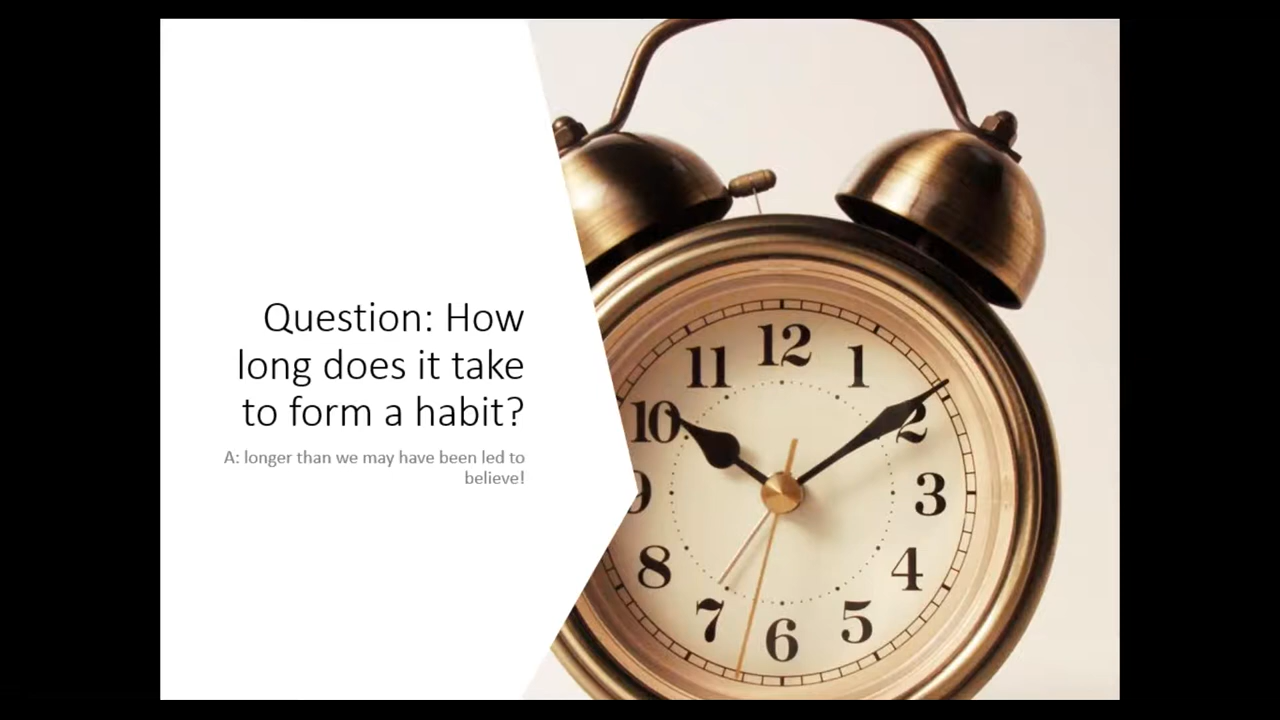 Question: How
long does it take
to form a habit?
A: longer than we may have been led to
believe!
12
11
1
10
2
9
3
8
4
7
5
6